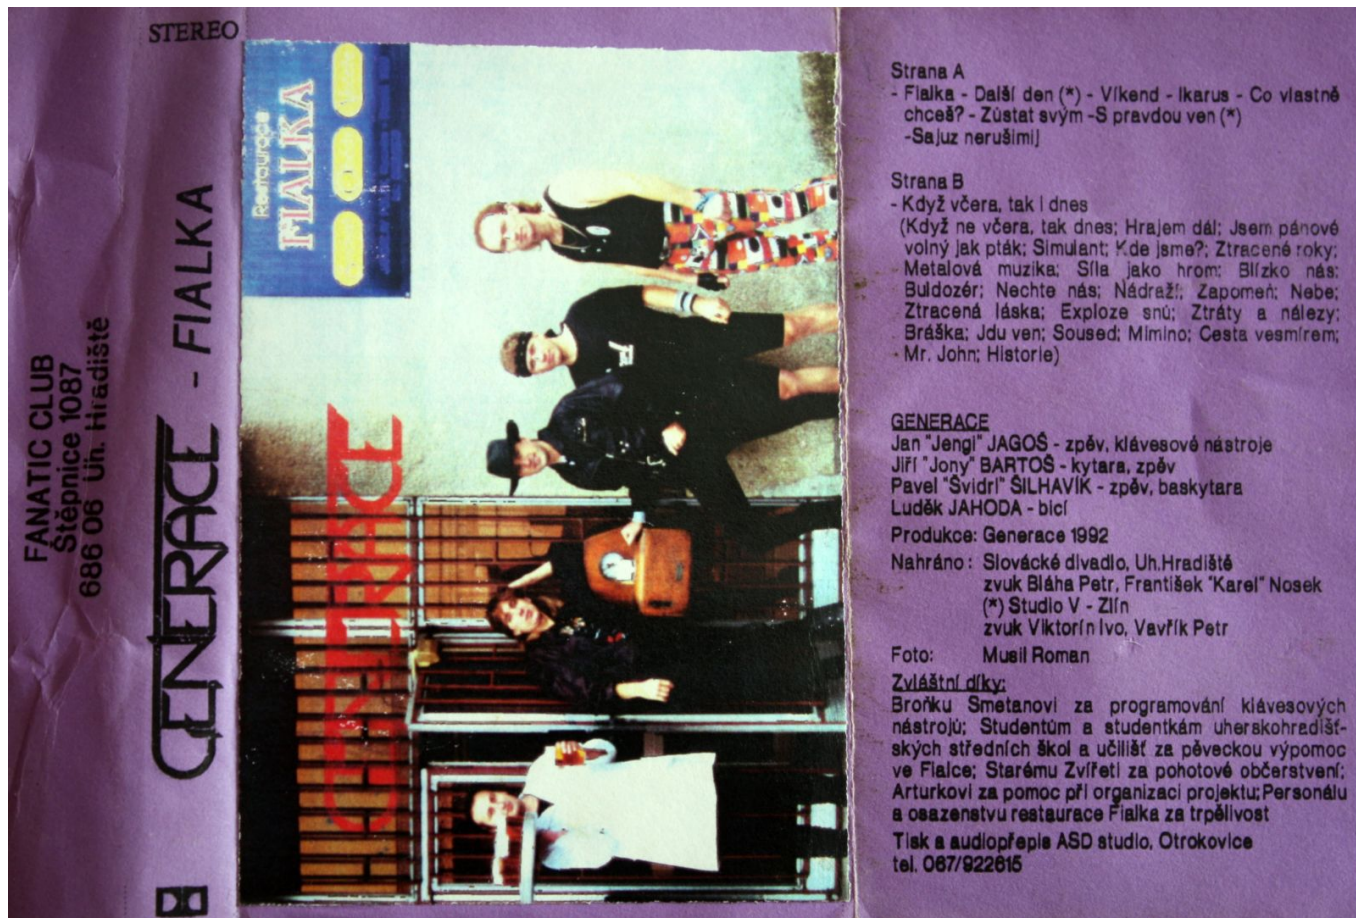 STEREO
FANATIC CLUB
Štěpnice 1087
686 06 Uh. Hradiště
GENERACE - FIALKA
Restaurace
FIALKA
GENERACE
Strana A
- Fialka - Další den (*) - Víkend - Ikarus - Co vlastně
chceš? - Zůstat svým -S pravdou ven (*)
-Sajuz nerušimij
Strana B
- Když včera, tak i dnes
(Když ne včera, tak dnes; Hrajem dál; Jsem pánové
volný jak pták; Simulant; Kde jsme?; Ztracené roky;
Metalová muzika; Síla jako hrom; Blízko nás;
Buldozér; Nechte nás; Nádraží; Zapomeň; Nebe;
Ztracená láska; Exploze snů; Ztráty a nálezy;
Bráška; Jdu ven; Soused; Mimino; Cesta vesmírem;
Mr. John; Historie)
GENERACE
Jan "Jengi" JAGOŠ - zpěv, klávesové nástroje
Jiří "Jony" BARTOŠ - kytara, zpěv
Pavel "Švidri" ŠILHAVÍK - zpěv, baskytara
Luděk JAHODA - bicí
Produkce: Generace 1992
Nahráno: Slovácké divadlo, Uh.Hradiště
zvuk Bláha Petr, František "Karel" Nosek
(*) Studio V - Zlín
zvuk Viktorín Ivo, Vavřík Petr
Foto: Musil Roman
Zvláštní díky:
Broňku Smetanovi za programování klávesových
nástrojů; Studentům a studentkám uherskohradišť-
ských středních škol a učilišť za pěveckou výpomoc
ve Fialce; Starému Zvířeti za pohotové občerstvení;
Arturkovi za pomoc při organizaci projektu;Personálu
a osazenstvu restaurace Fialka za trpělivost
Tisk a audiopřepis ASD studio, Otrokovice
tel. 067/922615